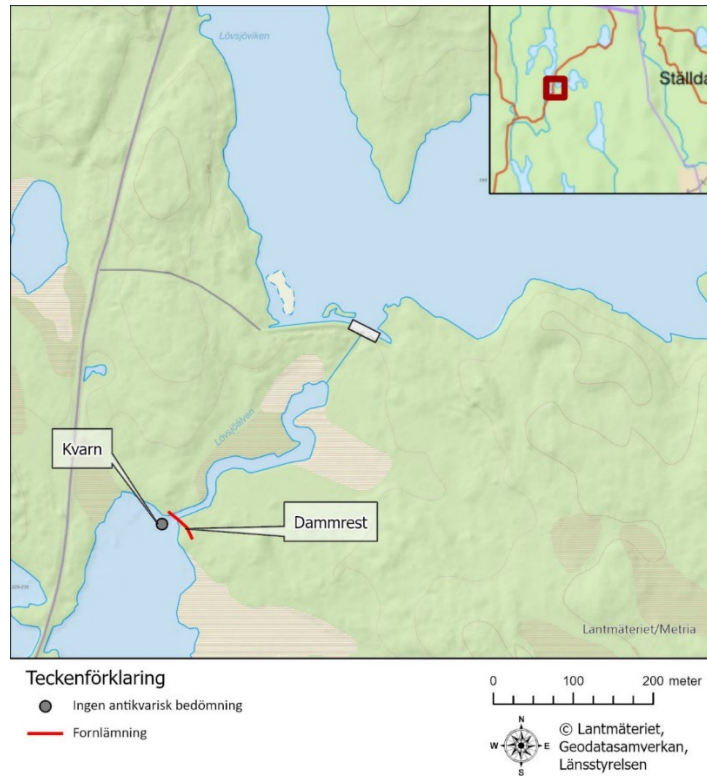 Lövsjöviken
Ställda
Lövsjöälven
Kvarn
Dammrest
Lantmäteriet/Metria
Teckenförklaring
Ingen antikvarisk bedömning
Fornlämning
0 100 200 meter
N
W E
S
© Lantmäteriet,
Geodatasamverkan,
Länsstyrelsen